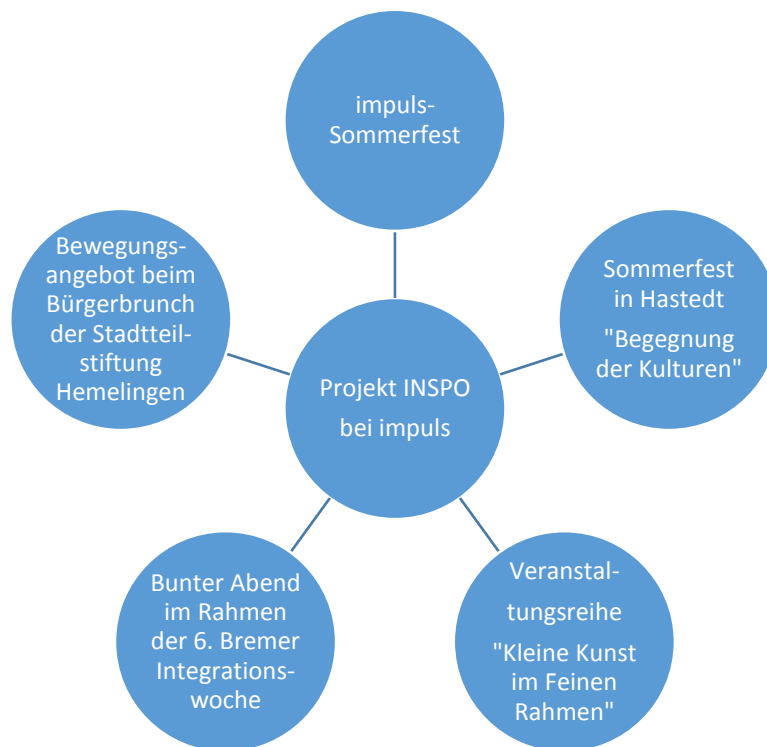 impuls-
Sommerfest
Bewegungs-
angebot beim
Bürgerbrunch
der Stadtteil-
stiftung
Hemelingen
Sommerfest
in Hastedt
"Begegnung
der Kulturen"
Projekt INSPO
bei impuls
Bunter Abend
im Rahmen
der 6. Bremer
Integrations-
woche
Veranstal-
tungsreihe
"Kleine Kunst
im Feinen
Rahmen"